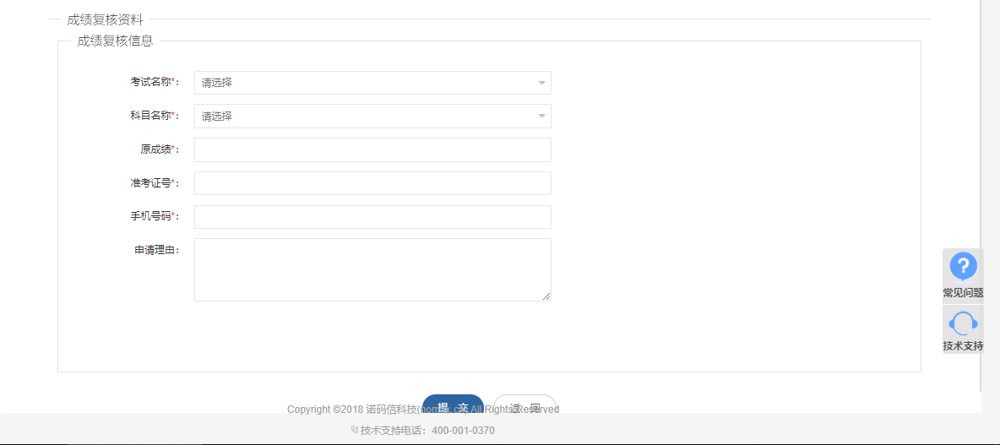 成绩复核资料
成绩复核信息
考试名称*： 请选择
科目名称*： 请选择
原成绩*：
准考证号*：
手机号码*：
申请理由：
?
常见问题
技术支持
提 交 返 回
Copyright ©2018 诺码信科技( All Rights Reserved
技术支持电话：400-001-0370